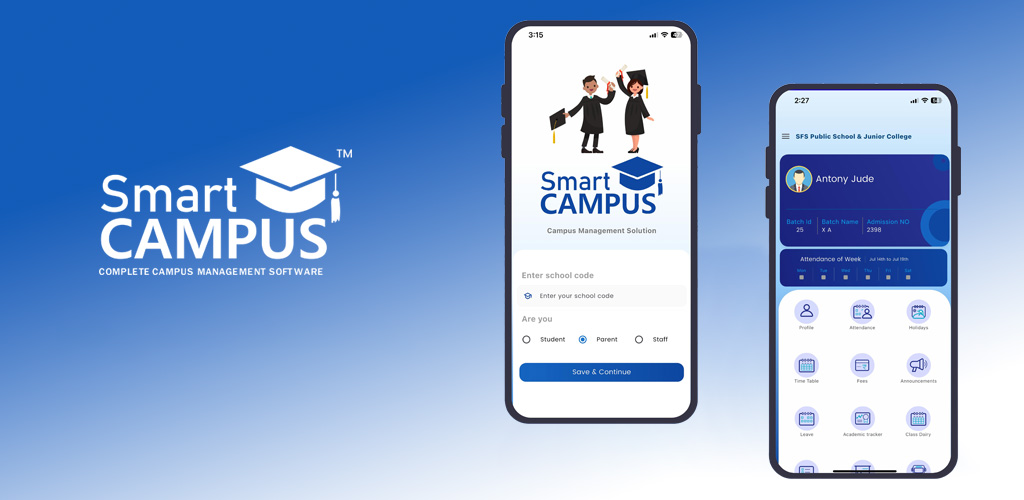 Smart
TM
CAMPUS
COMPLETE CAMPUS MANAGEMENT SOFTWARE
3:15
Smart
CAMPUS
Campus Management Solution
Enter school code
Enter your school code
Are you
Student Parent Staff
Save & Continue
2:27
SFS Public School & Junior College
Antony Jude
Batch Id Batch Name Admission NO
25 X A 2398
Attendance of Week Jul 14th to Jul 19th
Mon Tue Wed Thu Fri Sat
Profile Attendance Holidays
Time Table Fees Announcements
Leave Academic tracker Class Dairy